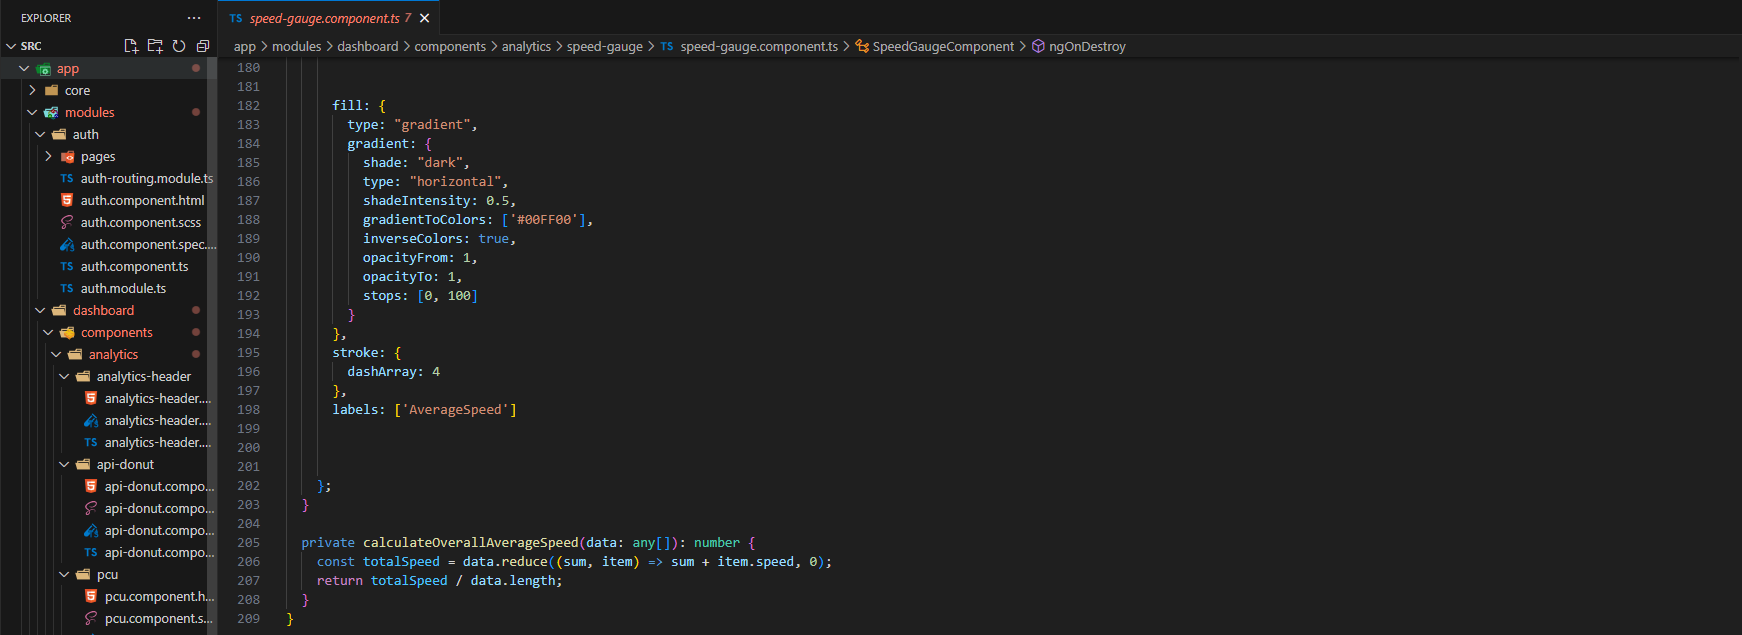 EXPLORER
SRC
app
core
modules
auth
pages
auth-routing.module.ts
auth.component.html
auth.component.scss
auth.component.spec....
auth.component.ts
auth.module.ts
dashboard
components
analytics
analytics-header
analytics-header....
analytics-header....
TS analytics-header....
api-donut
api-donut.compo...
api-donut.compo...
api-donut.compo...
TS api-donut.compo...
pcu
pcu.component.h...
pcu.component.s...
TS speed-gauge.component.ts 7
app > modules > dashboard > components > analytics > speed-gauge > TS speed-gauge.component.ts > SpeedGaugeComponent > ngOnDestroy
180
181
182 fill: {
183 type: "gradient",
184 gradient: {
185 shade: "dark",
186 type: "horizontal",
187 shadeIntensity: 0.5,
188 gradientToColors: ['#00FF00'],
189 inverseColors: true,
190 opacityFrom: 1,
191 opacityTo: 1,
192 stops: [0, 100]
193 }
194 },
195 stroke: {
196 dashArray: 4
197 },
198 labels: ['AverageSpeed']
199
200
201
202 };
203 }
204
205 private calculateOverallAverageSpeed(data: any[]): number {
206 const totalSpeed = data.reduce((sum, item) => sum + item.speed, 0);
207 return totalSpeed / data.length;
208 }
209 }